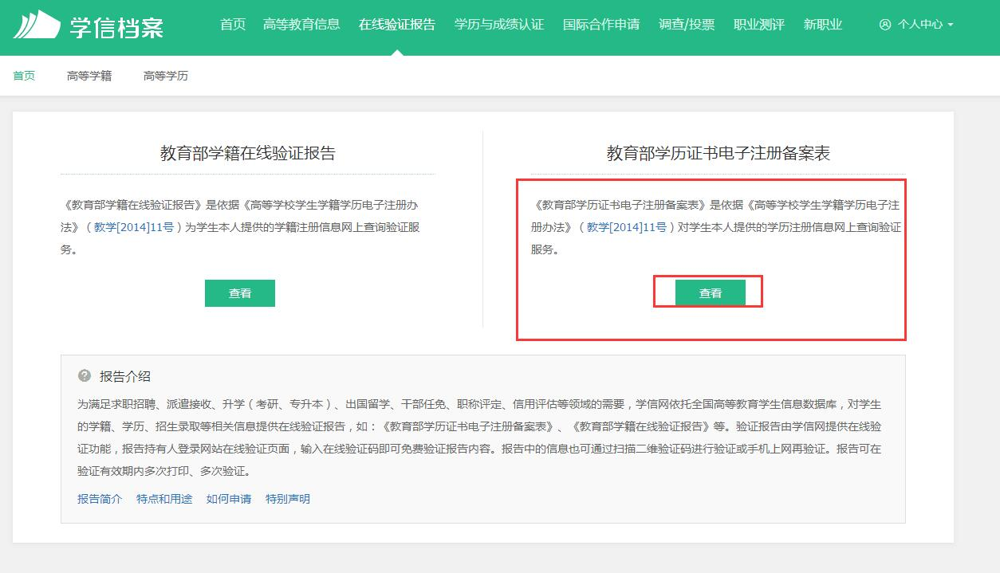 学信档案
首页 高等教育信息 在线验证报告 学历与成绩认证 国际合作申请 调查/投票 职业测评 新职业 个人中心
首页 高等学籍 高等学历
教育部学籍在线验证报告
《教育部学籍在线验证报告》是依据《高等学校学生学籍学历电子注册办
法》（教学[2014]11号）为学生本人提供的学籍注册信息网上查询验证服
务。
查看
教育部学历证书电子注册备案表
《教育部学历证书电子注册备案表》是依据《高等学校学生学籍学历电子注
册办法》（教学[2014]11号）对学生本人提供的学历注册信息网上查询验证
服务。
查看
? 报告介绍
为满足求职招聘、派遣接收、升学（考研、专升本）、出国留学、干部任免、职称评定、信用评估等领域的需要，学信网依托全国高等教育学生信息数据库，对学生
的学籍、学历、招生录取等相关信息提供在线验证报告，如：《教育部学历证书电子注册备案表》、《教育部学籍在线验证报告》等。验证报告由学信网提供在线验
证功能，报告持有人登录网站在线验证页面，输入在线验证码即可免费验证报告内容。报告中的信息也可通过扫描二维验证码进行验证或手机上网再验证。报告可在
验证有效期内多次打印、多次验证。
报告简介 特点和用途 如何申请 特别声明